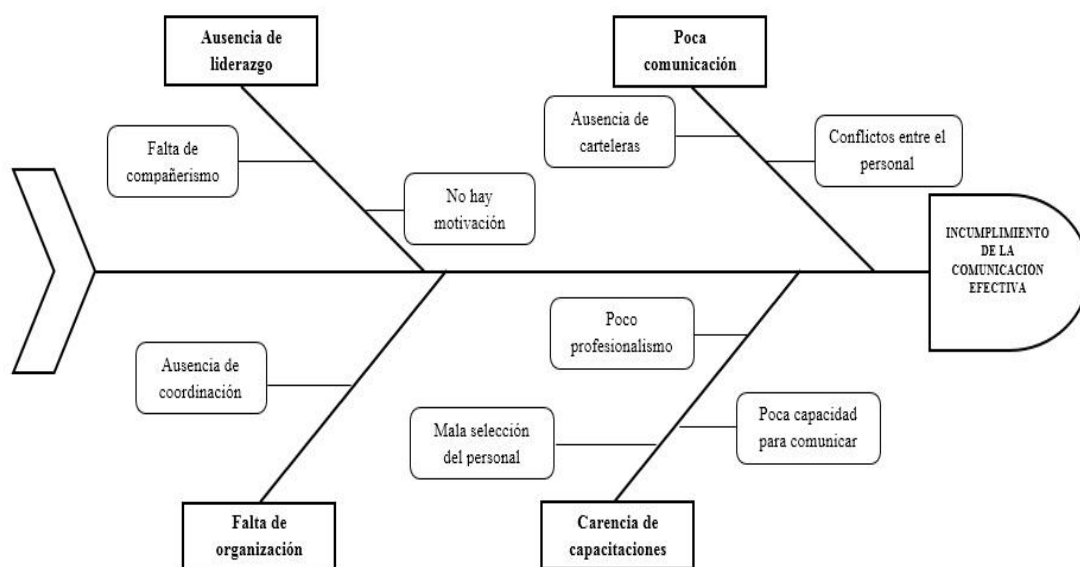 Ausencia de
liderazgo
Poca
comunicación
Falta de
compañerismo
No hay
motivación
Ausencia de
carteleras
Conflictos entre el
personal
INCUMPLIMIENTO
DE LA
COMUNICACIÓN
EFECTIVA
Ausencia de
coordinación
Poco
profesionalismo
Mala selección
del personal
Poca capacidad
para comunicar
Falta de
organización
Carencia de
capacitaciones